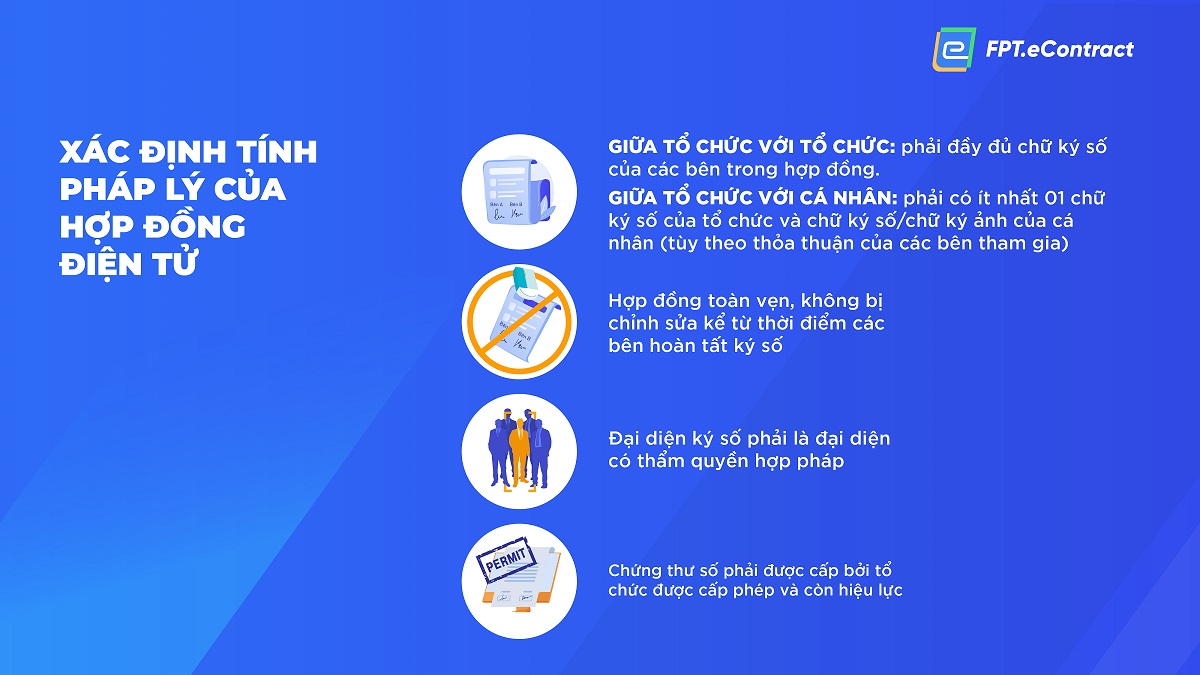 FPT.eContract
XÁC ĐỊNH TÍNH
PHÁP LÝ CỦA
HỢP ĐỒNG
ĐIỆN TỬ
GIỮA TỔ CHỨC VỚI TỔ CHỨC: phải đầy đủ chữ ký số
của các bên trong hợp đồng.
GIỮA TỔ CHỨC VỚI CÁ NHÂN: phải có ít nhất 01 chữ
ký số của tổ chức và chữ ký số/chữ ký ảnh của cá
nhân (tùy theo thỏa thuận của các bên tham gia)
Bên A Bên B
Hợp đồng toàn vẹn, không bị
chỉnh sửa kể từ thời điểm các
bên hoàn tất ký số
Đại diện ký số phải là đại diện
có thẩm quyền hợp pháp
PERMIT
Chứng thư số phải được cấp bởi tổ
chức được cấp phép và còn hiệu lực